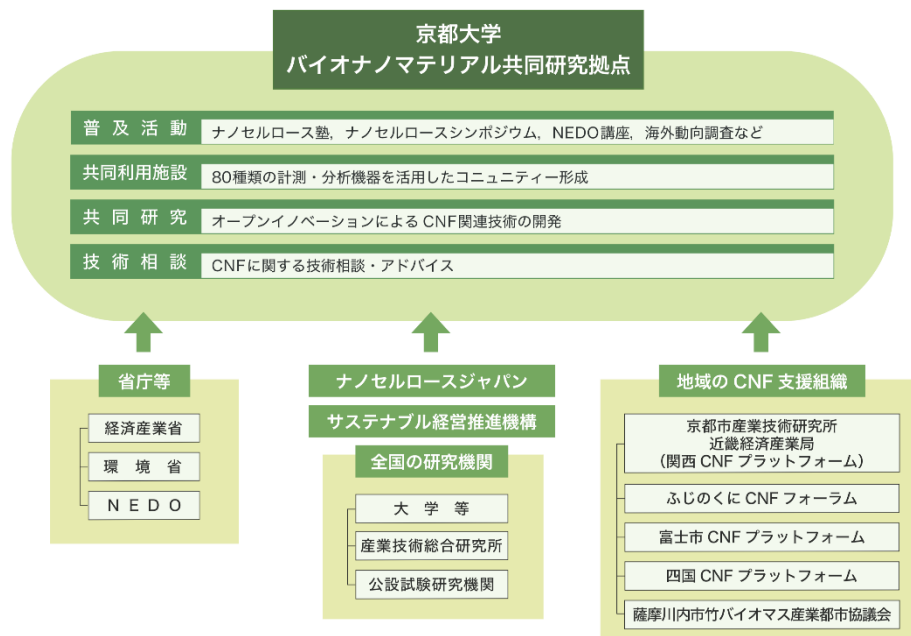 京都大学
バイオナノマテリアル共同研究拠点
普及活動 ナノセルロース塾, ナノセルロースシンポジウム, NEDO講座, 海外動向調査など
共同利用施設 80種類の計測・分析機器を活用したコニュニティー形成
共同研究 オープンイノベーションによるCNF関連技術の開発
技術相談 CNFに関する技術相談・アドバイス
省庁等
経済産業省
環境省
NEDO
ナノセルロースジャパン
サステナブル経営推進機構
全国の研究機関
大学等
産業技術総合研究所
公設試験研究機関
地域のCNF支援組織
京都市産業技術研究所
近畿経済産業局
（関西CNFプラットフォーム）
ふじのくにCNFフォーラム
富士市CNFプラットフォーム
四国CNFプラットフォーム
薩摩川内市竹バイオマス産業都市協議会